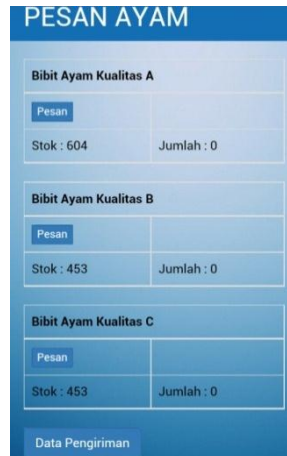 PESAN AYAM
Bibit Ayam Kualitas A
Pesan
Stok : 604 Jumlah : 0
Bibit Ayam Kualitas B
Pesan
Stok : 453 Jumlah : 0
Bibit Ayam Kualitas C
Pesan
Stok : 453 Jumlah : 0
Data Pengiriman